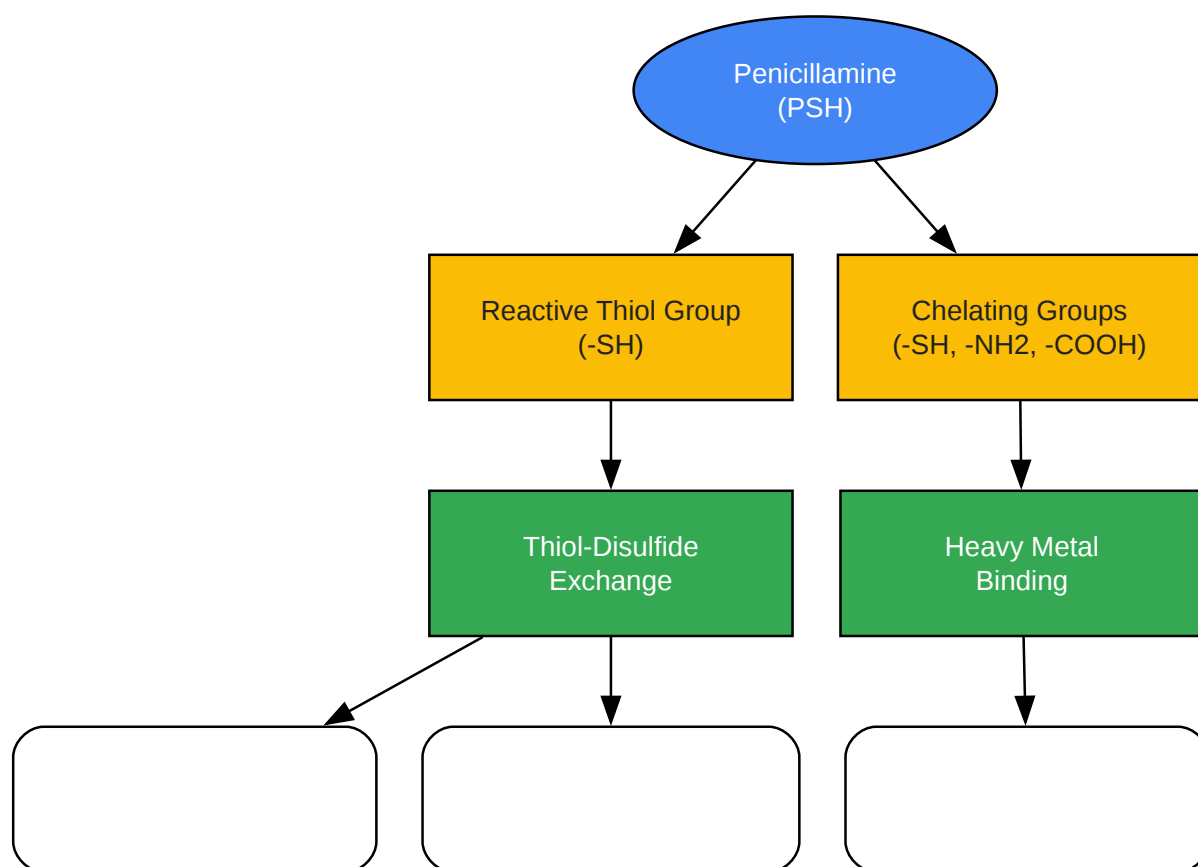 Penicillamine
(PSH)
Reactive Thiol Group
(-SH)
Chelating Groups
(-SH, -NH2, -COOH)
Thiol-Disulfide
Exchange
Heavy Metal
Binding